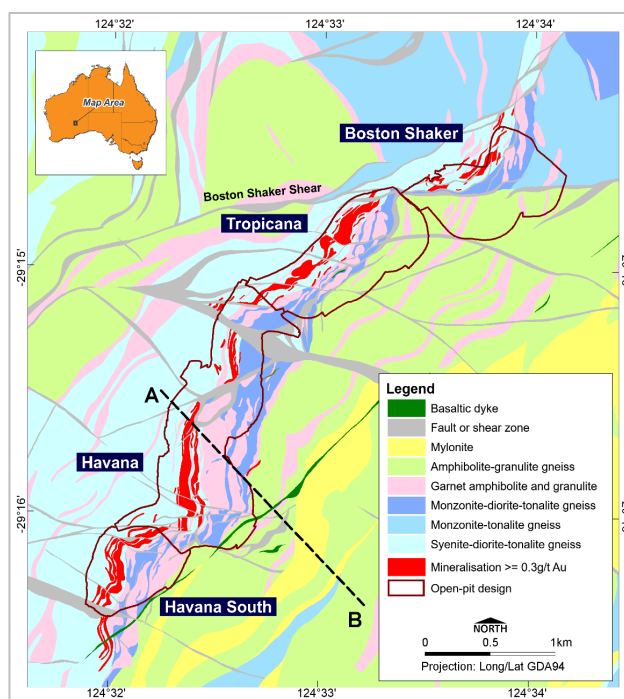 124°32' 124°33' 124°34'
Map Area
Boston Shaker
Boston Shaker Shear
Tropicana
-29°15'
A
Havana
-29°16'
Havana South
B
Legend
Basaltic dyke
Fault or shear zone
Mylonite
Amphibolite-granulite gneiss
Garnet amphibolite and granulite
Monzonite-diorite-tonalite gneiss
Monzonite-tonalite gneiss
Syenite-diorite-tonalite gneiss
Mineralisation >= 0.3g/t Au
Open-pit design
NORTH
0 0.5 1km
Projection: Long/Lat GDA94
124°32' 124°33' 124°34'